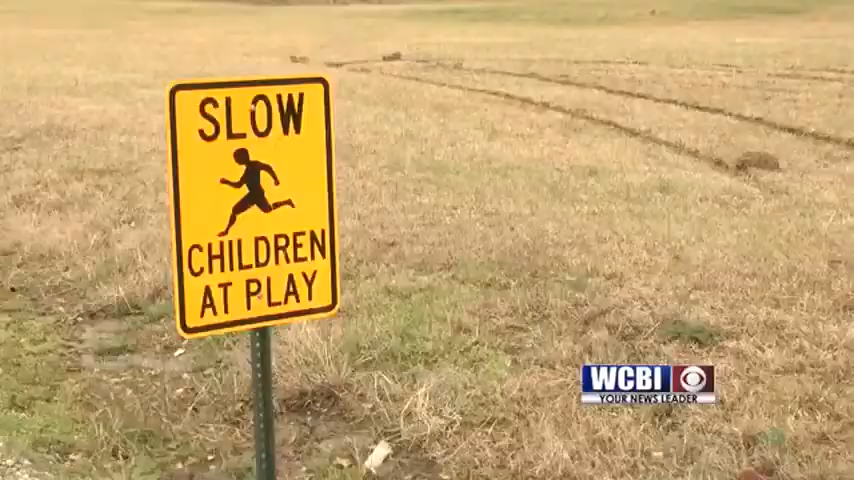 SLOW
CHILDREN
AT PLAY
WCBI
YOUR NEWS LEADER